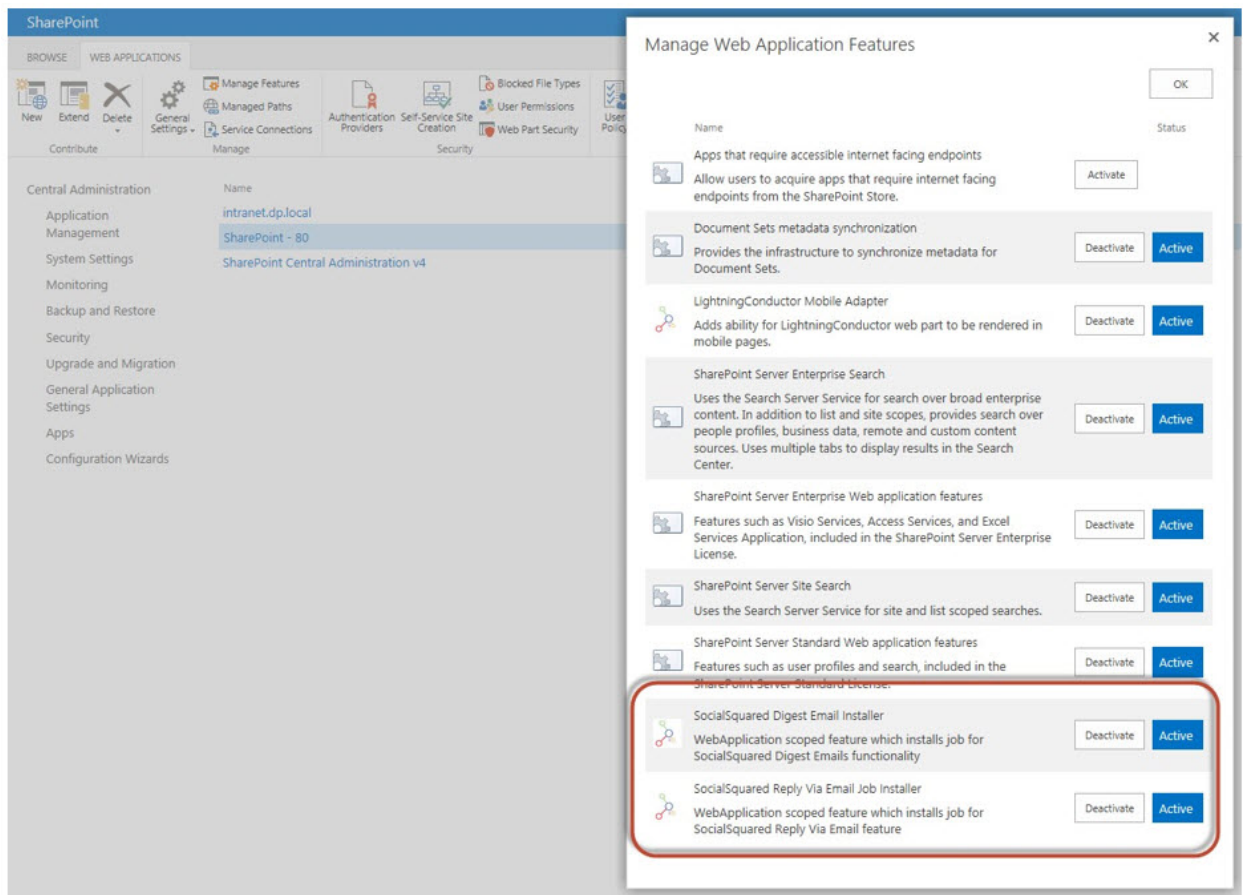 SharePoint
BROWSE WEB APPLICATIONS
New
Extend
Delete
General
Settings
Manage Features
Managed Paths
Service Connections
Authentication
Providers
Self-Service Site
Creation
Blocked File Types
User Permissions
Web Part Security
User
Policy
Contribute
Manage
Security
Central Administration
Application
Management
System Settings
Monitoring
Backup and Restore
Security
Upgrade and Migration
General Application
Settings
Apps
Configuration Wizards
Name
intranet.dp.local
SharePoint - 80
SharePoint Central Administration v4
Manage Web Application Features
OK
Name Status
Apps that require accessible internet facing endpoints
Allow users to acquire apps that require internet facing
endpoints from the SharePoint Store.
Activate
Document Sets metadata synchronization
Provides the infrastructure to synchronize metadata for
Document Sets.
Deactivate Active
LightningConductor Mobile Adapter
Adds ability for LightningConductor web part to be rendered in
mobile pages.
Deactivate Active
SharePoint Server Enterprise Search
Uses the Search Server Service for search over broad enterprise
content. In addition to list and site scopes, provides search over
people profiles, business data, remote and custom content
sources. Uses multiple tabs to display results in the Search
Center.
Deactivate Active
SharePoint Server Enterprise Web application features
Features such as Visio Services, Access Services, and Excel
Services Application, included in the SharePoint Server Enterprise
License.
Deactivate Active
SharePoint Server Site Search
Uses the Search Server Service for site and list scoped searches.
Deactivate Active
SharePoint Server Standard Web application features
Features such as user profiles and search, included in the
SharePoint Server Standard License.
Deactivate Active
SocialSquared Digest Email Installer
WebApplication scoped feature which installs job for
SocialSquared Digest Emails functionality
Deactivate Active
SocialSquared Reply Via Email Job Installer
WebApplication scoped feature which installs job for
SocialSquared Reply Via Email feature
Deactivate Active